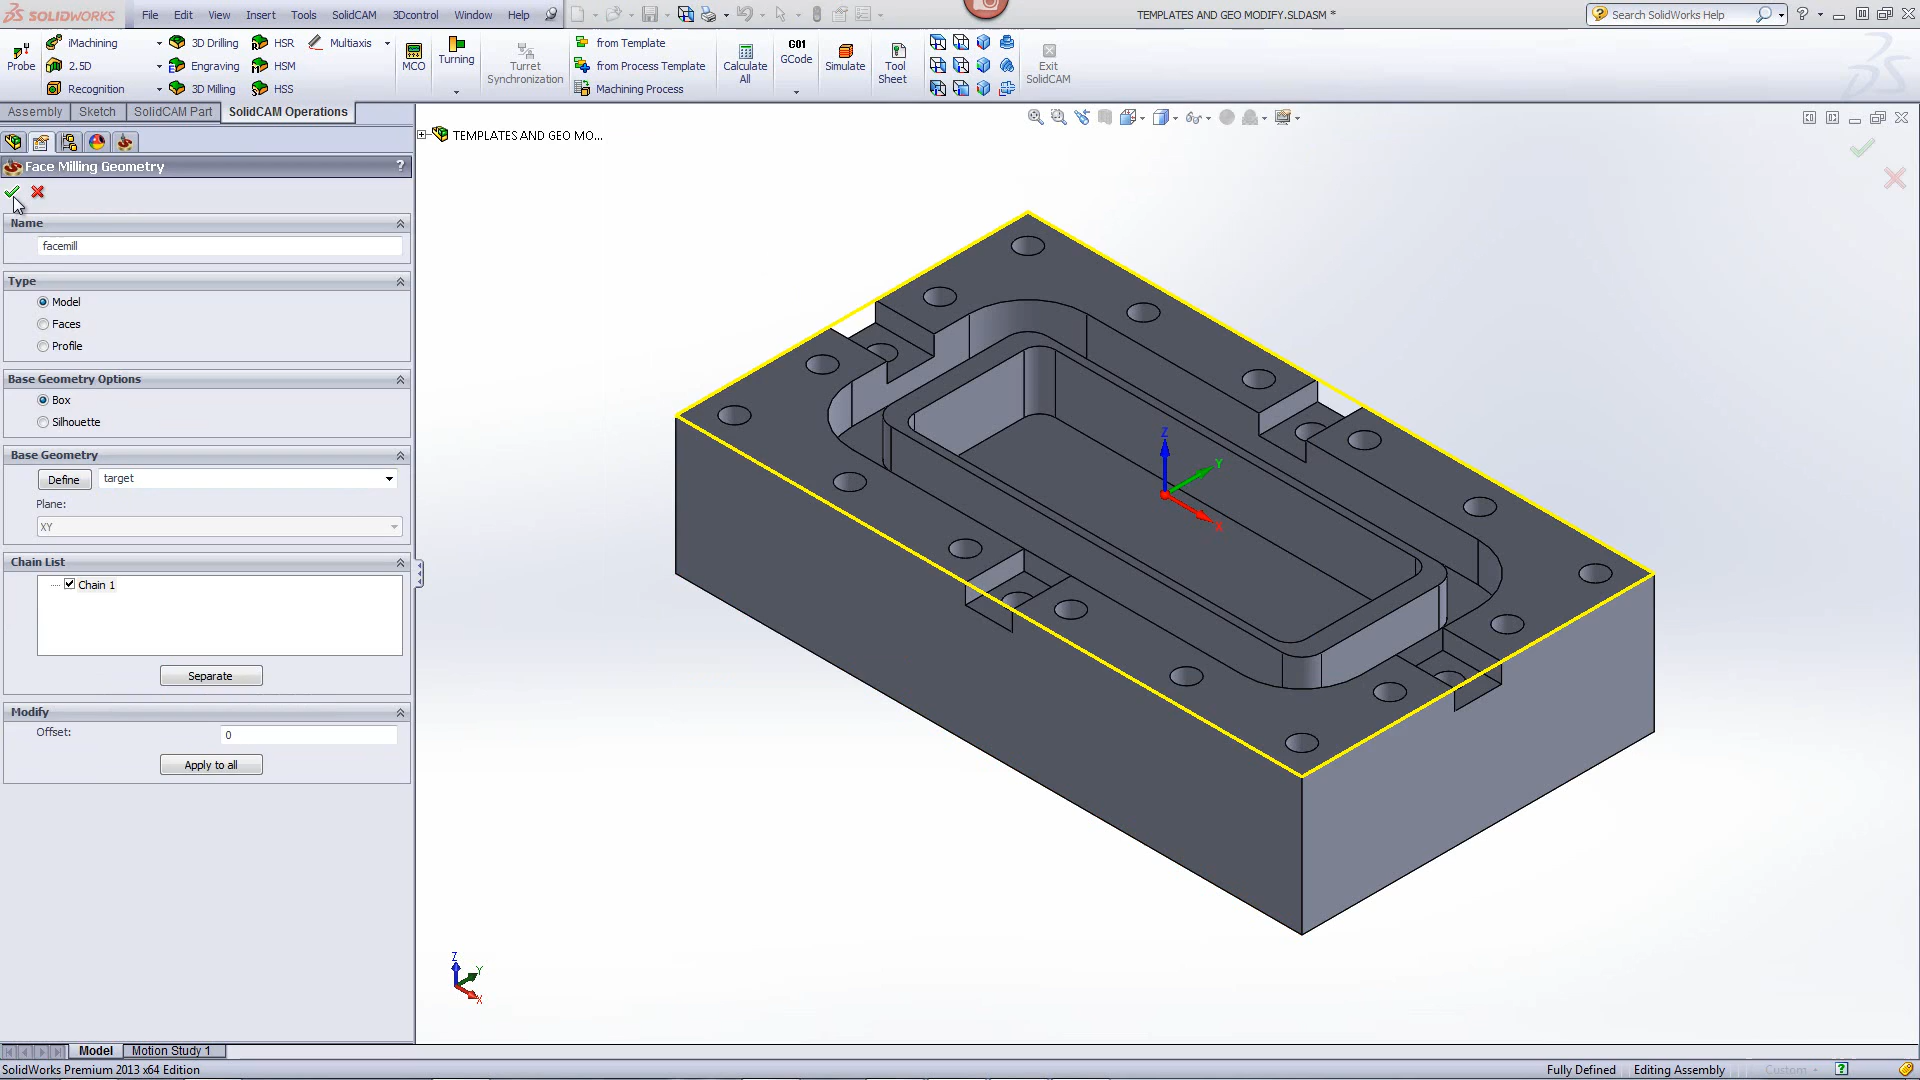 SOLIDWORKS File Edit View Insert Tools SolidCAM 3Dcontrol Window Help TEMPLATES AND GEO MODIFY.SLDASM * Search SolidWorks Help
iMachining 3D Drilling HSR Multiaxis from Template G01
Probe 2.5D Engraving HSM MCO Turning Turret Synchronization from Process Template Calculate All GCode Simulate Tool Sheet Exit SolidCAM
Recognition 3D Milling HSS Machining Process
Assembly Sketch SolidCAM Part SolidCAM Operations
TEMPLATES AND GEO MO...
Face Milling Geometry ?
Name
facemill
Type
Model
Faces
Profile
Base Geometry Options
Box
Silhouette
Base Geometry
Define target
Plane:
XY
Chain List
Chain 1
Separate
Modify
Offset: 0
Apply to all
Z
Y
X
Z
Y
X
Model Motion Study 1
SolidWorks Premium 2013 x64 Edition Fully Defined Editing Assembly Custom